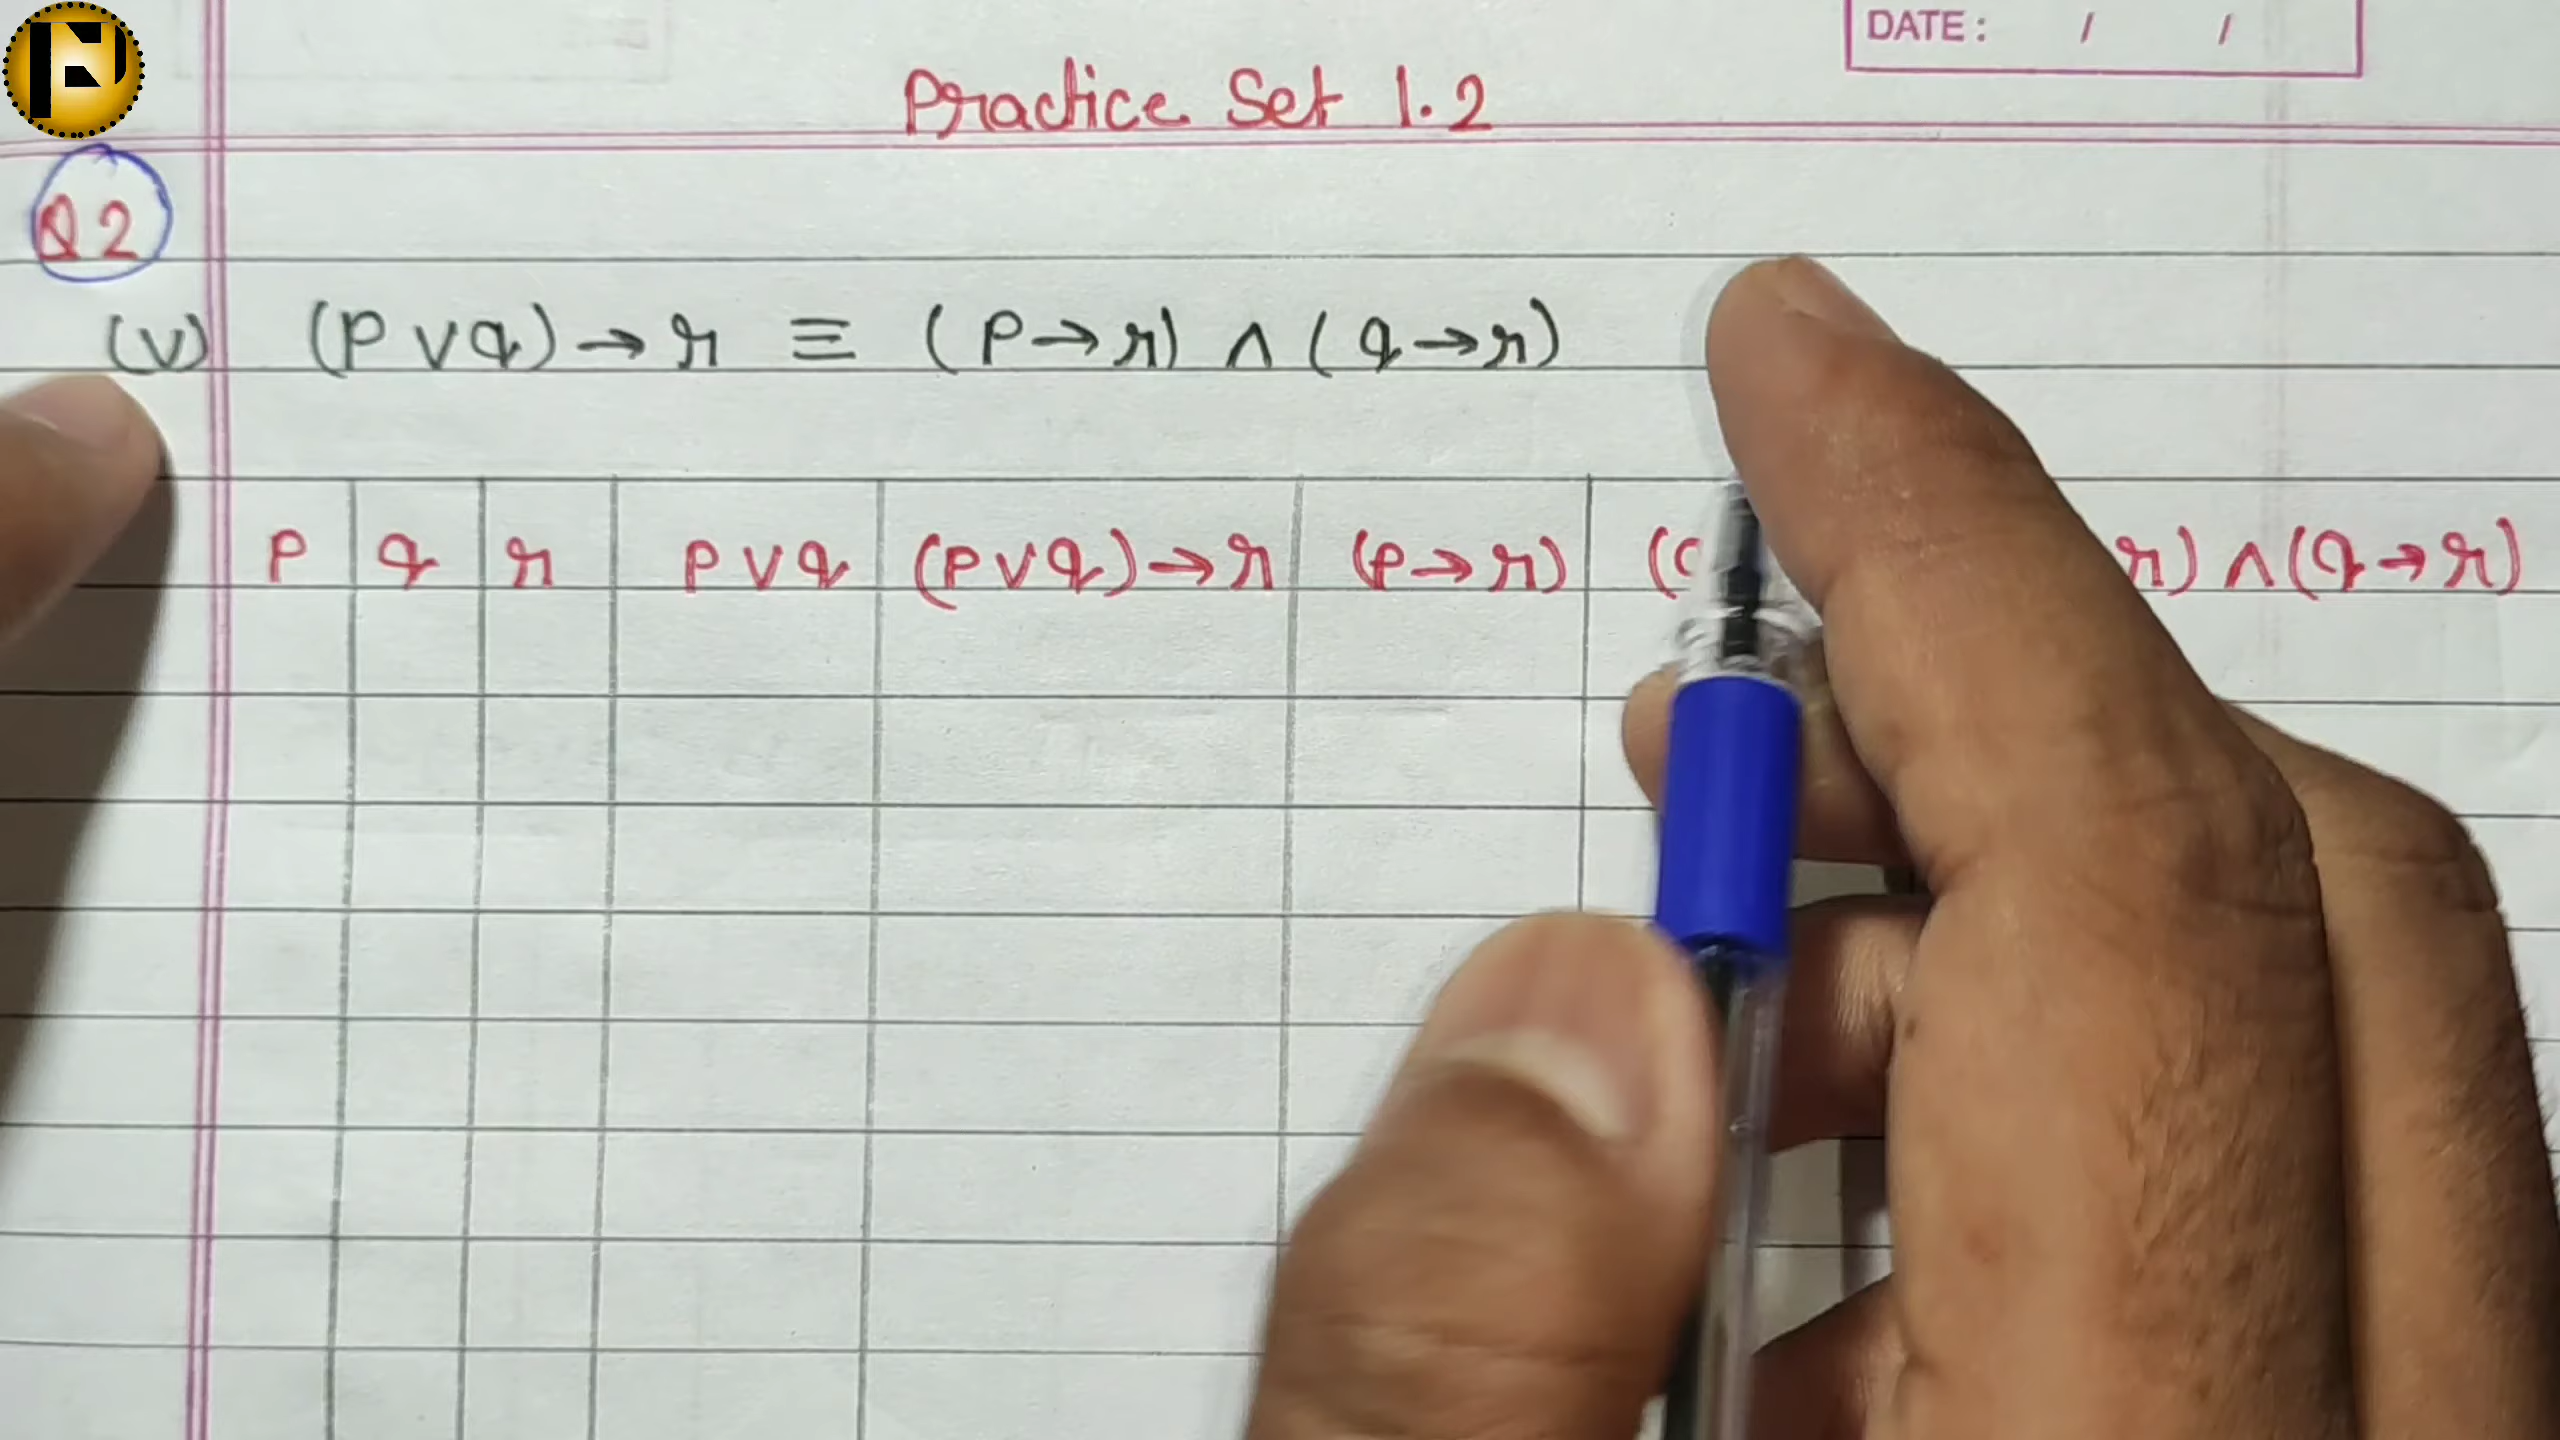 DATE: / /
Practice Set 1.2
Q2
(v) (p∨q)→r ≡ (p→r) ∧ (q→r)
p q r p∨q (p∨q)→r (p→r) ( r) ∧ (q→r)